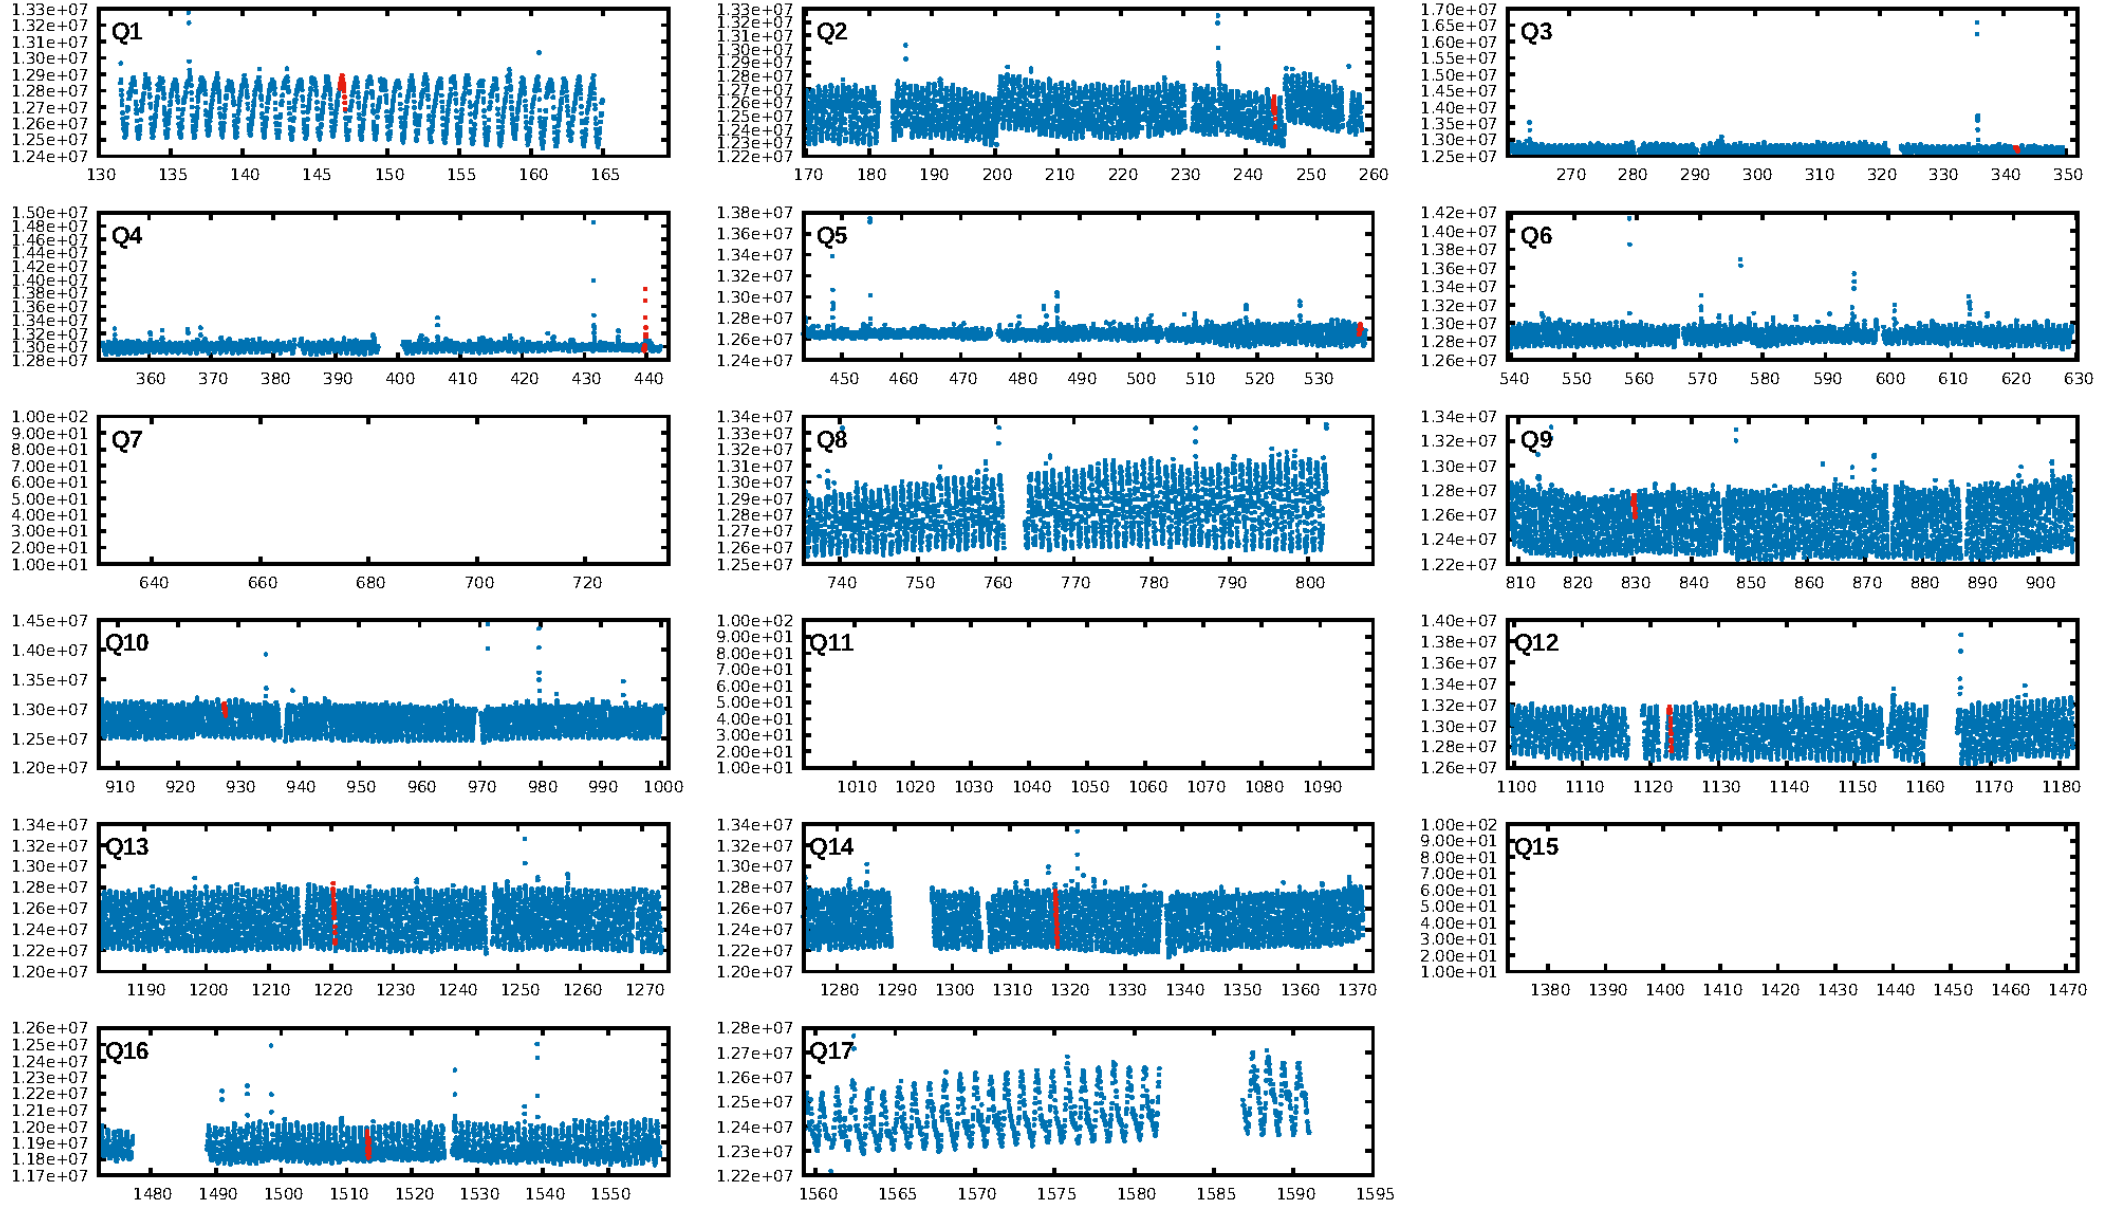 Q1
1.33e+07
1.32e+07
1.31e+07
1.30e+07
1.29e+07
1.28e+07
1.27e+07
1.26e+07
1.25e+07
1.24e+07
130 135 140 145 150 155 160 165
Q2
1.33e+07
1.32e+07
1.31e+07
1.30e+07
1.29e+07
1.28e+07
1.27e+07
1.26e+07
1.25e+07
1.24e+07
1.23e+07
1.22e+07
170 180 190 200 210 220 230 240 250 260
Q3
1.70e+07
1.65e+07
1.60e+07
1.55e+07
1.50e+07
1.45e+07
1.40e+07
1.35e+07
1.30e+07
1.25e+07
270 280 290 300 310 320 330 340 350
Q4
1.50e+07
1.48e+07
1.46e+07
1.44e+07
1.42e+07
1.40e+07
1.38e+07
1.36e+07
1.34e+07
1.32e+07
1.30e+07
1.28e+07
360 370 380 390 400 410 420 430 440
Q5
1.38e+07
1.36e+07
1.34e+07
1.32e+07
1.30e+07
1.28e+07
1.26e+07
1.24e+07
450 460 470 480 490 500 510 520 530
Q6
1.42e+07
1.40e+07
1.38e+07
1.36e+07
1.34e+07
1.32e+07
1.30e+07
1.28e+07
1.26e+07
540 550 560 570 580 590 600 610 620 630
Q7
1.00e+02
9.00e+01
8.00e+01
7.00e+01
6.00e+01
5.00e+01
4.00e+01
3.00e+01
2.00e+01
1.00e+01
640 660 680 700 720
Q8
1.34e+07
1.33e+07
1.32e+07
1.31e+07
1.30e+07
1.29e+07
1.28e+07
1.27e+07
1.26e+07
1.25e+07
740 750 760 770 780 790 800
Q9
1.34e+07
1.32e+07
1.30e+07
1.28e+07
1.26e+07
1.24e+07
1.22e+07
810 820 830 840 850 860 870 880 890 900
Q10
1.45e+07
1.40e+07
1.35e+07
1.30e+07
1.25e+07
1.20e+07
910 920 930 940 950 960 970 980 990 1000
Q11
1.00e+02
9.00e+01
8.00e+01
7.00e+01
6.00e+01
5.00e+01
4.00e+01
3.00e+01
2.00e+01
1.00e+01
1010 1020 1030 1040 1050 1060 1070 1080 1090
Q12
1.40e+07
1.38e+07
1.36e+07
1.34e+07
1.32e+07
1.30e+07
1.28e+07
1.26e+07
1100 1110 1120 1130 1140 1150 1160 1170 1180
Q13
1.34e+07
1.32e+07
1.30e+07
1.28e+07
1.26e+07
1.24e+07
1.22e+07
1.20e+07
1190 1200 1210 1220 1230 1240 1250 1260 1270
Q14
1.34e+07
1.32e+07
1.30e+07
1.28e+07
1.26e+07
1.24e+07
1.22e+07
1.20e+07
1280 1290 1300 1310 1320 1330 1340 1350 1360 1370
Q15
1.00e+02
9.00e+01
8.00e+01
7.00e+01
6.00e+01
5.00e+01
4.00e+01
3.00e+01
2.00e+01
1.00e+01
1380 1390 1400 1410 1420 1430 1440 1450 1460 1470
Q16
1.26e+07
1.25e+07
1.24e+07
1.23e+07
1.22e+07
1.21e+07
1.20e+07
1.19e+07
1.18e+07
1.17e+07
1480 1490 1500 1510 1520 1530 1540 1550
Q17
1.28e+07
1.27e+07
1.26e+07
1.25e+07
1.24e+07
1.23e+07
1.22e+07
1560 1565 1570 1575 1580 1585 1590 1595